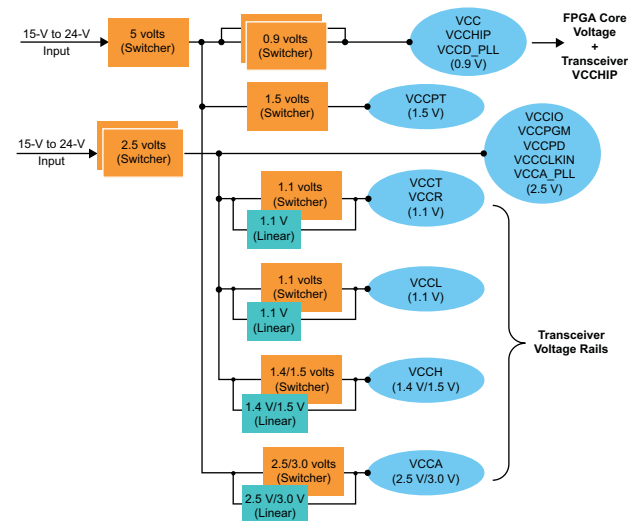 15-V to 24-V
Input
5 volts
(Switcher)
0.9 volts
(Switcher)
VCC
VCCHIP
VCCD_PLL
(0.9 V)
FPGA Core
Voltage
+
Transceiver
VCCHIP
1.5 volts
(Switcher)
VCCPT
(1.5 V)
15-V to 24-V
Input
2.5 volts
(Switcher)
VCCIO
VCCPGM
VCCPD
VCCCLKIN
VCCA_PLL
(2.5 V)
1.1 volts
(Switcher)
1.1 V
(Linear)
VCCT
VCCR
(1.1 V)
1.1 volts
(Switcher)
1.1 V
(Linear)
VCCL
(1.1 V)
Transceiver
Voltage Rails
1.4/1.5 volts
(Switcher)
1.4 V/1.5 V
(Linear)
VCCH
(1.4 V/1.5 V)
2.5/3.0 volts
(Switcher)
2.5 V/3.0 V
(Linear)
VCCA
(2.5 V/3.0 V)